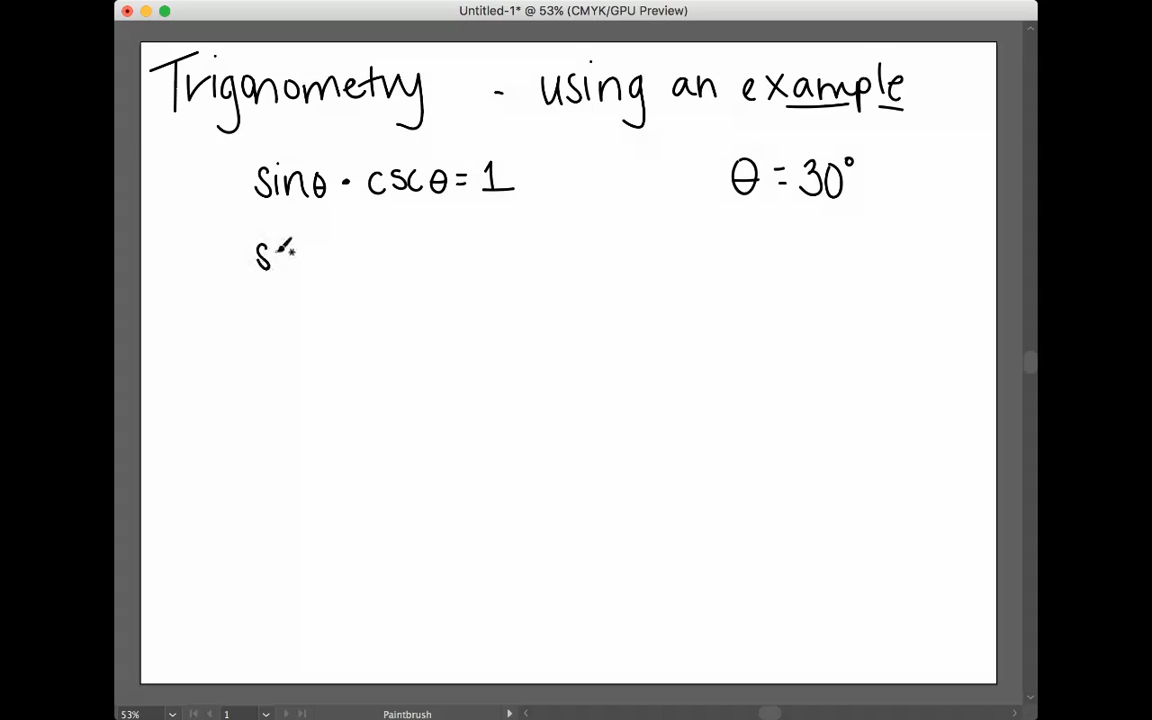 Untitled-1* @ 53% (CMYK/GPU Preview)
Trigonometry - using an example
sinθ · cscθ = 1 θ = 30°
s
53% 1 Paintbrush